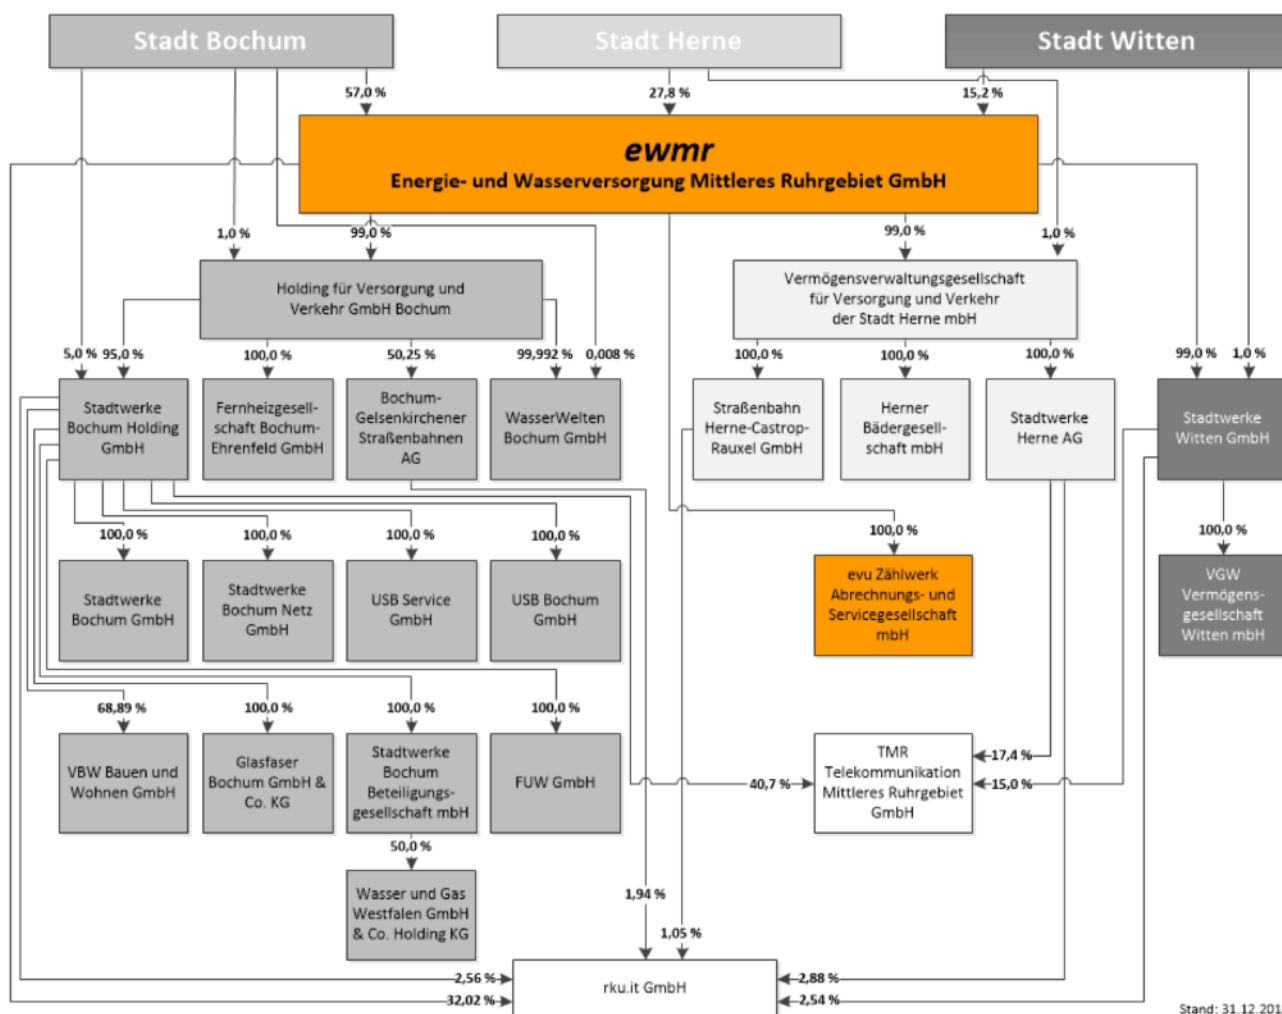 Stadt Bochum
Stadt Herne
Stadt Witten
57,0 %
27,8 %
15,2 %
ewmr
Energie- und Wasserversorgung Mittleres Ruhrgebiet GmbH
1,0 %
99,0 %
99,0 %
1,0 %
Holding für Versorgung und
Verkehr GmbH Bochum
Vermögensverwaltungsgesellschaft
für Versorgung und Verkehr
der Stadt Herne mbH
5,0 %
95,0 %
100,0 %
50,25 %
99,992 %
0,008 %
100,0 %
100,0 %
100,0 %
99,0 %
1,0 %
Stadtwerke
Bochum Holding
GmbH
Fernheizgesell-
schaft Bochum-
Ehrenfeld GmbH
Bochum-
Gelsenkirchener
Straßenbahnen
AG
WasserWelten
Bochum GmbH
Straßenbahn
Herne-Castrop-
Rauxel GmbH
Herner
Bädergesell-
schaft mbH
Stadtwerke
Herne AG
Stadtwerke
Witten GmbH
100,0 %
100,0 %
100,0 %
100,0 %
100,0 %
100,0 %
Stadtwerke
Bochum GmbH
Stadtwerke
Bochum Netz
GmbH
USB Service
GmbH
USB Bochum
GmbH
evu Zählwerk
Abrechnungs- und
Servicegesellschaft
mbH
VGW
Vermögens-
gesellschaft
Witten mbH
68,89 %
100,0 %
100,0 %
100,0 %
VBW Bauen und
Wohnen GmbH
Glasfaser
Bochum GmbH &
Co. KG
Stadtwerke
Bochum
Beteiligungs-
gesellschaft mbH
FUW GmbH
40,7 %
TMR
Telekommunikation
Mittleres Ruhrgebiet
GmbH
17,4 %
15,0 %
50,0 %
Wasser und Gas
Westfalen GmbH
& Co. Holding KG
1,94 %
1,05 %
2,56 %
32,02 %
rku.it GmbH
2,88 %
2,54 %
Stand: 31.12.201